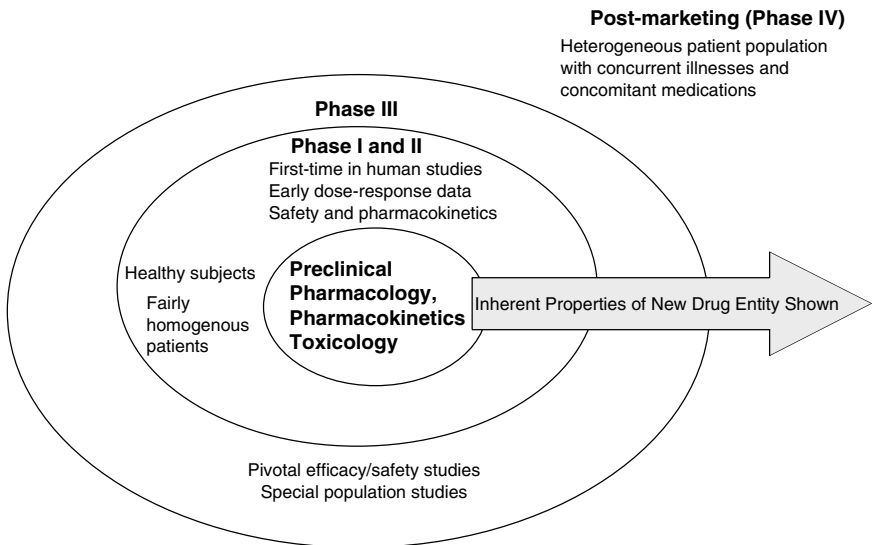 Post-marketing (Phase IV)
Heterogeneous patient population
with concurrent illnesses and
concomitant medications
Phase III
Phase I and II
First-time in human studies
Early dose-response data
Safety and pharmacokinetics
Healthy subjects
Fairly
homogenous
patients
Preclinical
Pharmacology,
Pharmacokinetics
Toxicology
Inherent Properties of New Drug Entity Shown
Pivotal efficacy/safety studies
Special population studies